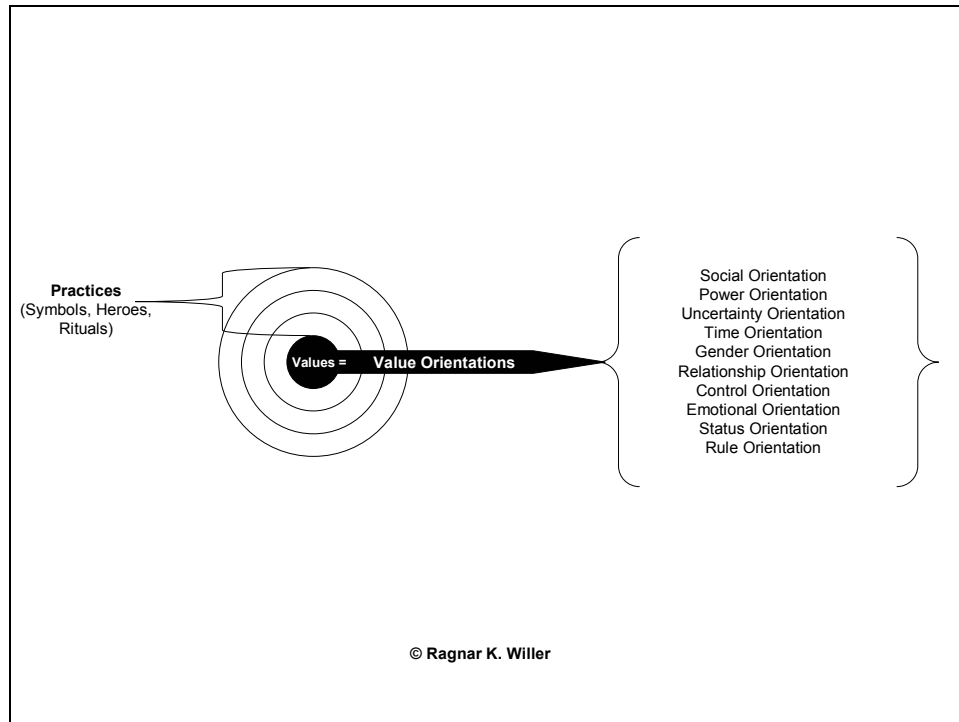 Practices
(Symbols, Heroes,
Rituals)
Values =
Value Orientations
Social Orientation
Power Orientation
Uncertainty Orientation
Time Orientation
Gender Orientation
Relationship Orientation
Control Orientation
Emotional Orientation
Status Orientation
Rule Orientation
© Ragnar K. Willer